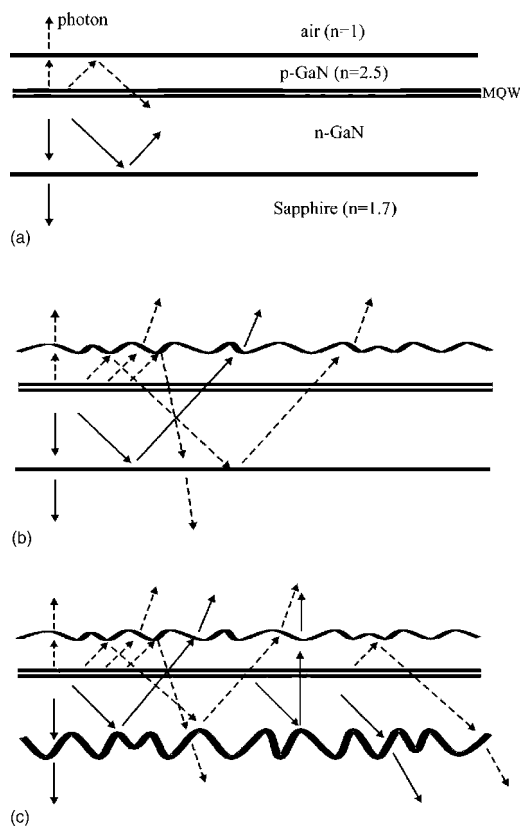 photon
air (n=1)
p-GaN (n=2.5)
MQW
n-GaN
Sapphire (n=1.7)
(a)
(b)
(c)